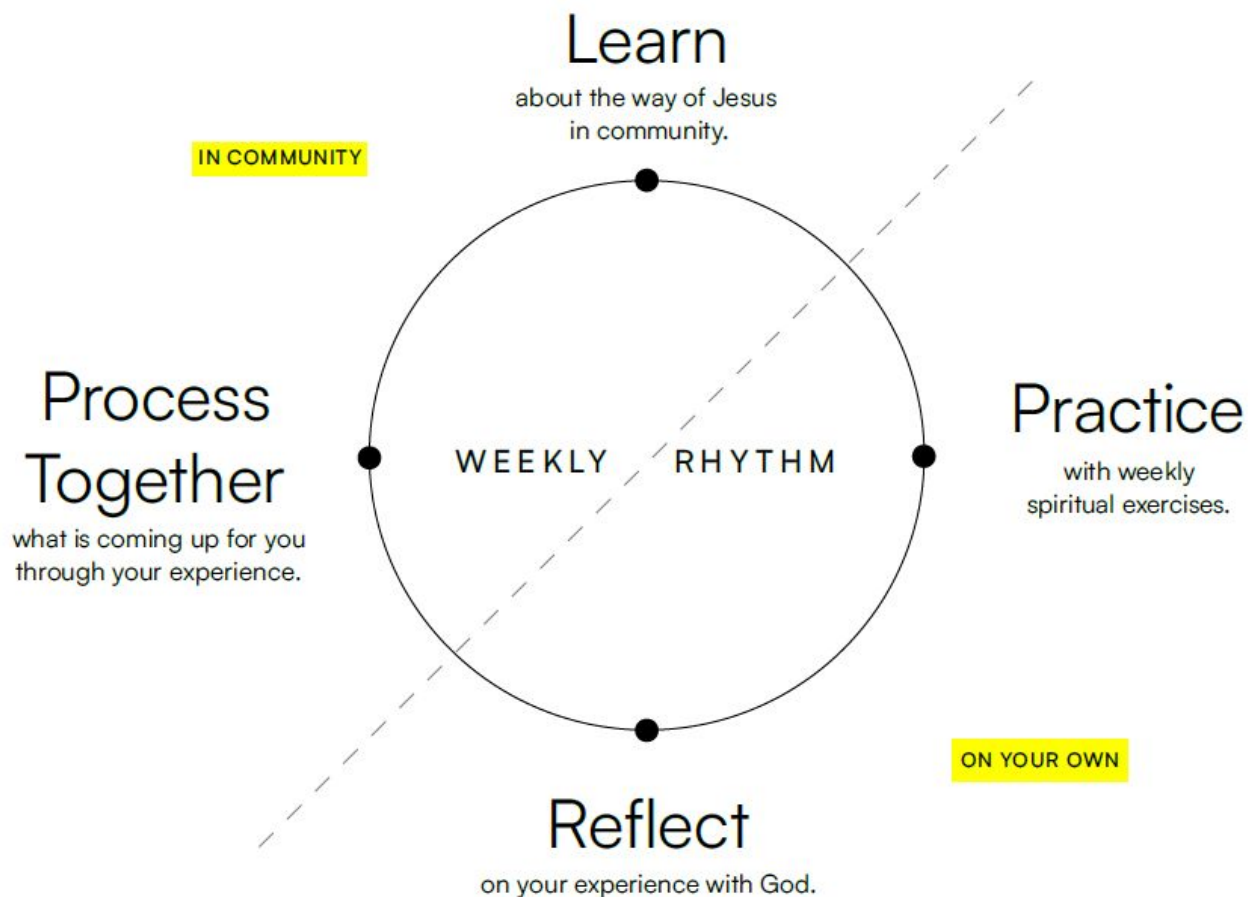 Learn
about the way of Jesus
in community.
IN COMMUNITY
Process
Together
what is coming up for you
through your experience.
WEEKLY RHYTHM
Practice
with weekly
spiritual exercises.
ON YOUR OWN
Reflect
on your experience with God.